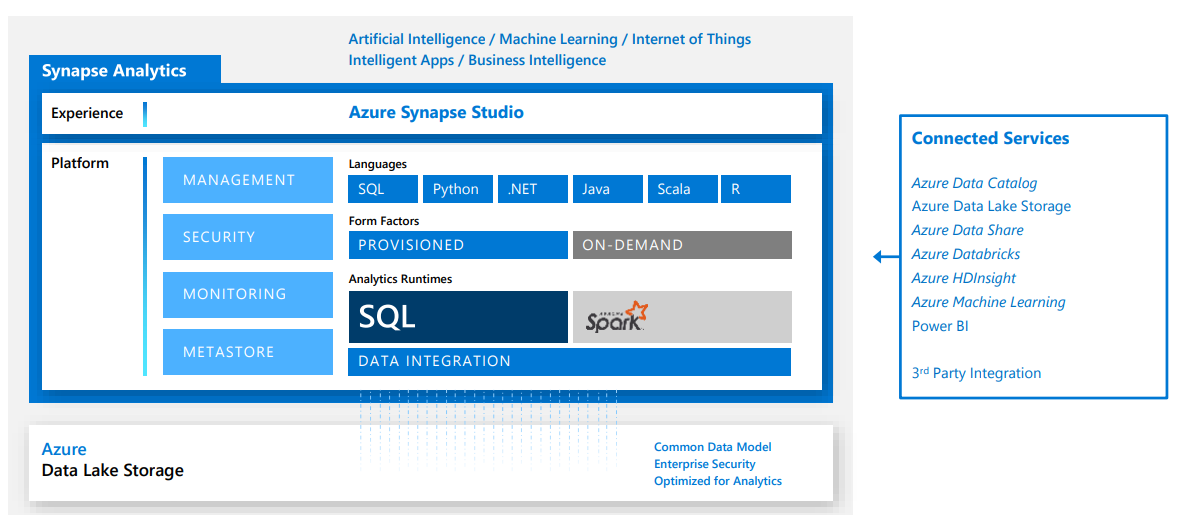 Artificial Intelligence / Machine Learning / Internet of Things
Intelligent Apps / Business Intelligence
Synapse Analytics
Experience
Azure Synapse Studio
Platform
MANAGEMENT
SECURITY
MONITORING
METASTORE
Languages
SQL
Python
.NET
Java
Scala
R
Form Factors
PROVISIONED
ON-DEMAND
Analytics Runtimes
SQL
APACHE
Spark
DATA INTEGRATION
Azure
Data Lake Storage
Common Data Model
Enterprise Security
Optimized for Analytics
Connected Services
Azure Data Catalog
Azure Data Lake Storage
Azure Data Share
Azure Databricks
Azure HDInsight
Azure Machine Learning
Power BI
3rd Party Integration